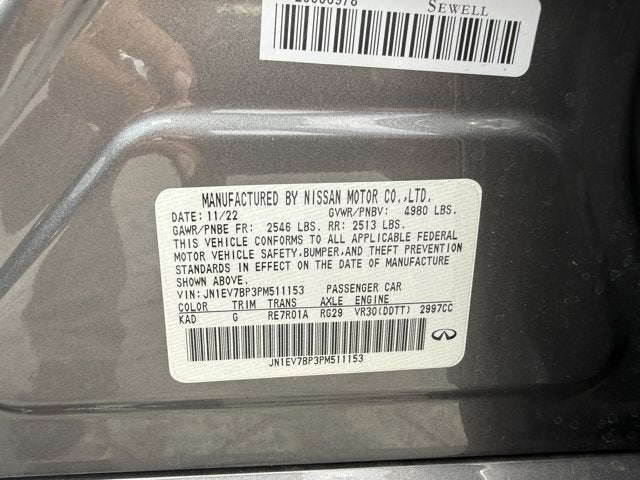 SEWELL
MANUFACTURED BY NISSAN MOTOR CO.,LTD.
DATE: 11/22 GVWR/PNBV: 4980 LBS.
GAWR/PNBE FR: 2546 LBS. RR: 2513 LBS.
THIS VEHICLE CONFORMS TO ALL APPLICABLE FEDERAL
MOTOR VEHICLE SAFETY,BUMPER,AND THEFT PREVENTION
STANDARDS IN EFFECT ON THE DATE OF MANUFACTURE
SHOWN ABOVE.
VIN: JN1EV7BP3PM511153 PASSENGER CAR
COLOR TRIM TRANS AXLE ENGINE
KAD G RE7R01A RG29 VR30(DDTT) 2997CC
JN1EV7BP3PM511153